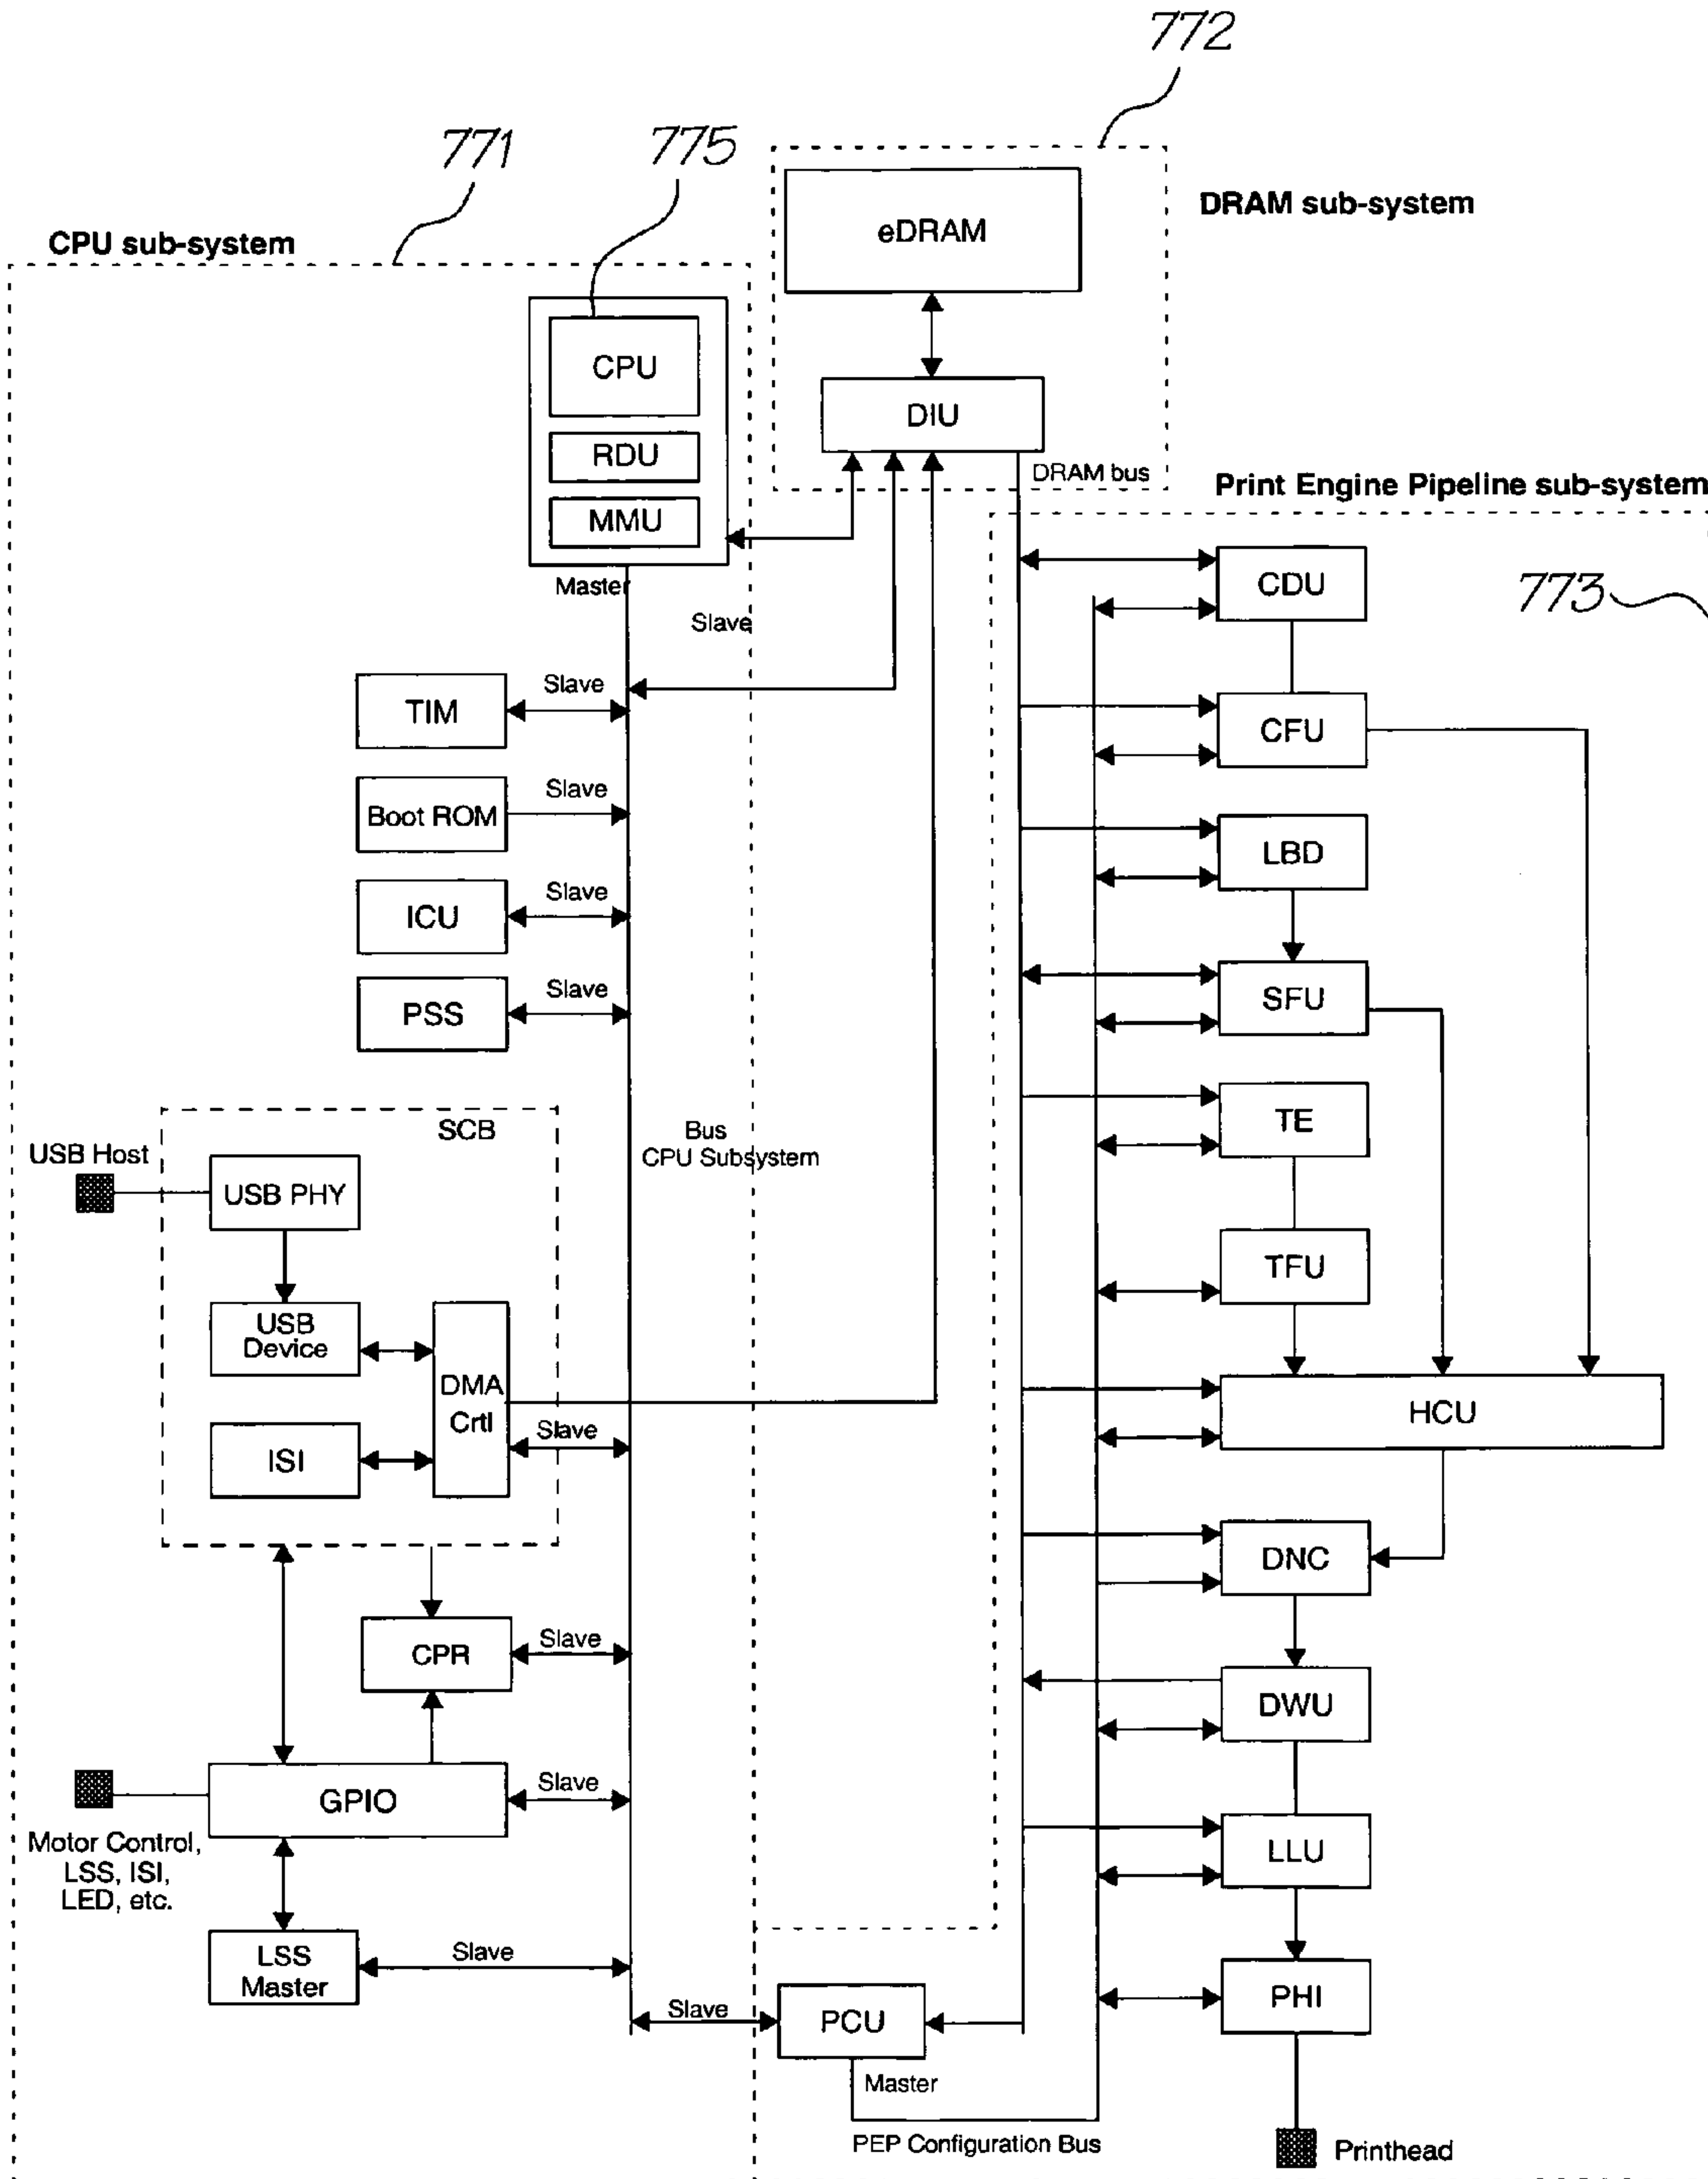 772
771
775
DRAM sub-system
CPU sub-system
eDRAM
CPU
DIU
RDU
DRAM bus
Print Engine Pipeline sub-system
MMU
Master
CDU
773
Slave
TIM
Slave
CFU
Boot ROM
Slave
LBD
ICU
Slave
PSS
Slave
SFU
SCB
TE
Bus
CPU Subsystem
USB Host
USB PHY
TFU
USB
Device
DMA
Crtl
Slave
HCU
ISI
DNC
CPR
Slave
DWU
GPIO
Slave
Motor Control,
LSS, ISI,
LED, etc.
LLU
LSS
Master
Slave
PHI
Slave
PCU
Master
PEP Configuration Bus
Printhead